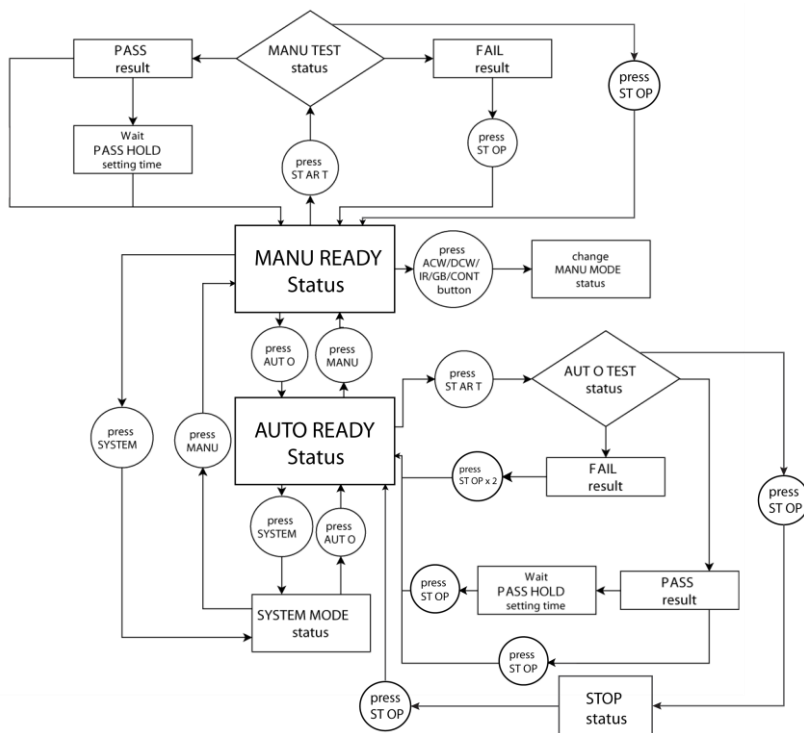 PASS
result
MANU TEST
status
FAIL
result
press
ST OP
Wait
PASS HOLD
setting time
press
ST AR T
press
ST OP
MANU READY
Status
press
ACW/DCW/
IR/GB/CONT
button
change
MANU MODE
status
press
AUT O
press
MANU
press
SYSTEM
press
MANU
AUTO READY
Status
press
ST AR T
AUT O TEST
status
press
ST OP x 2
FAIL
result
press
ST OP
press
SYSTEM
press
AUT O
press
ST OP
Wait
PASS HOLD
setting time
PASS
result
SYSTEM MODE
status
press
ST OP
press
ST OP
STOP
status